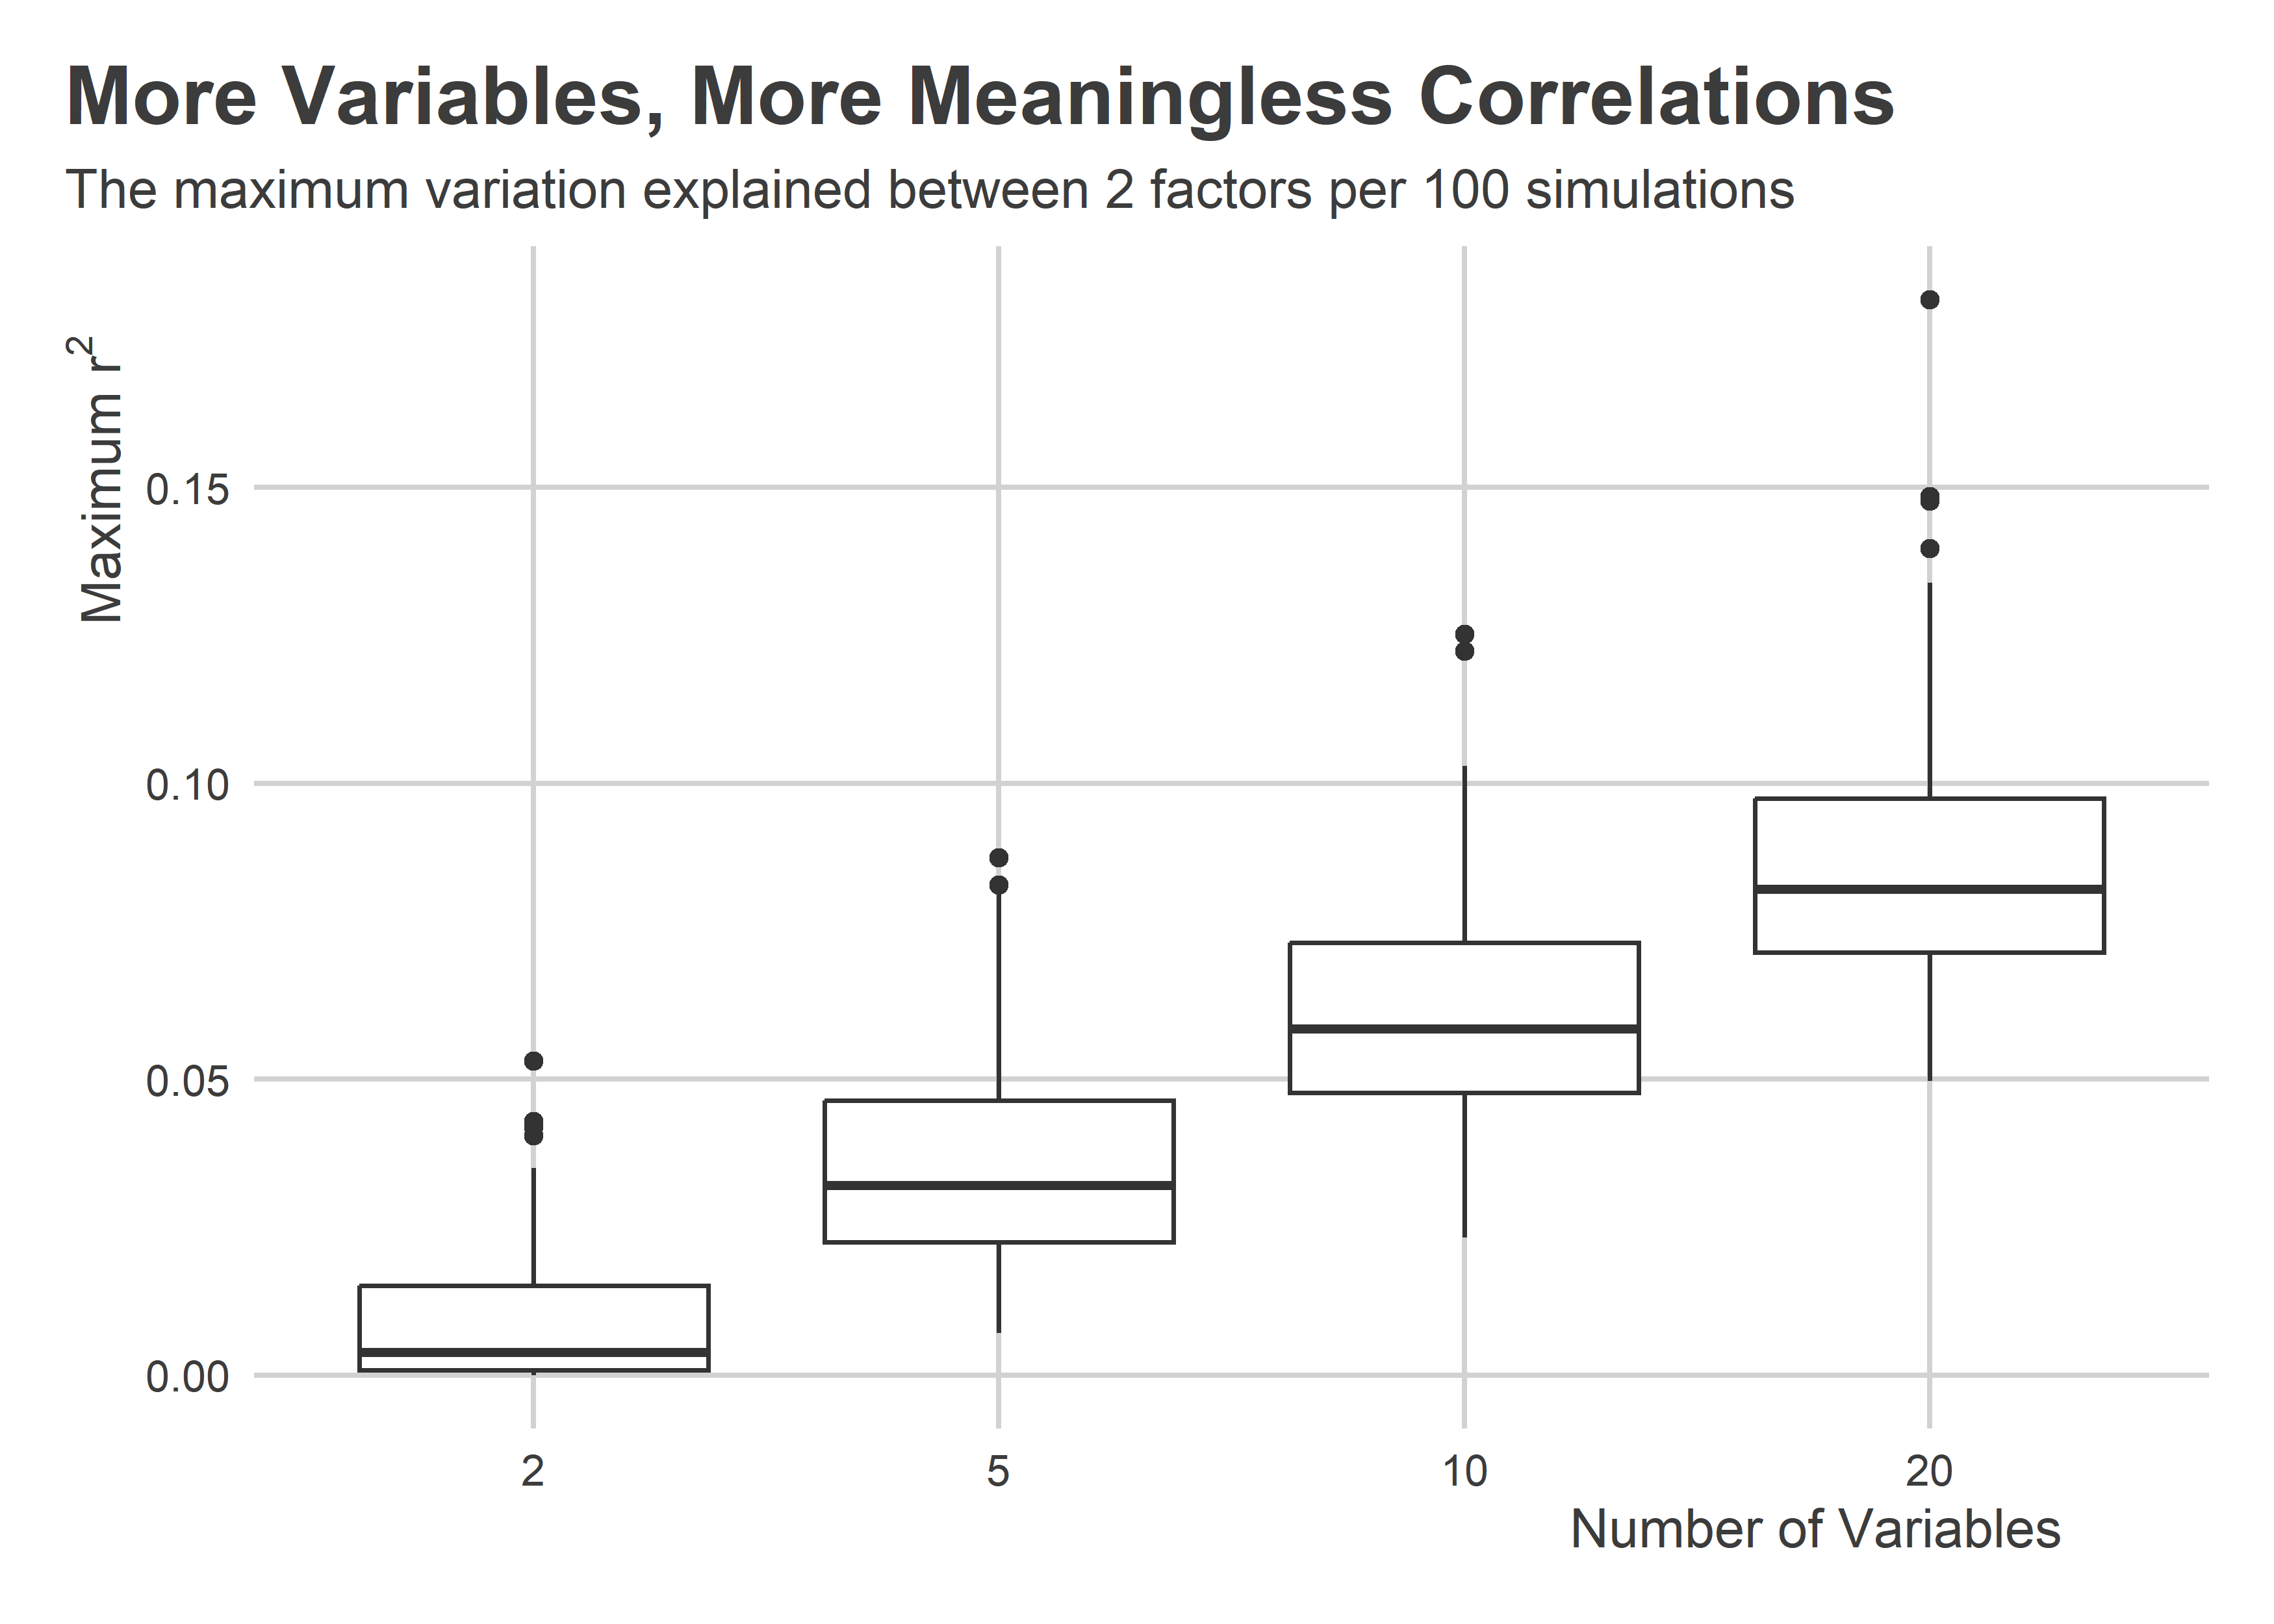 More Variables, More Meaningless Correlations
The maximum variation explained between 2 factors per 100 simulations
Maximum r²
0.15
0.10
0.05
0.00
2 5 10 20
Number of Variables